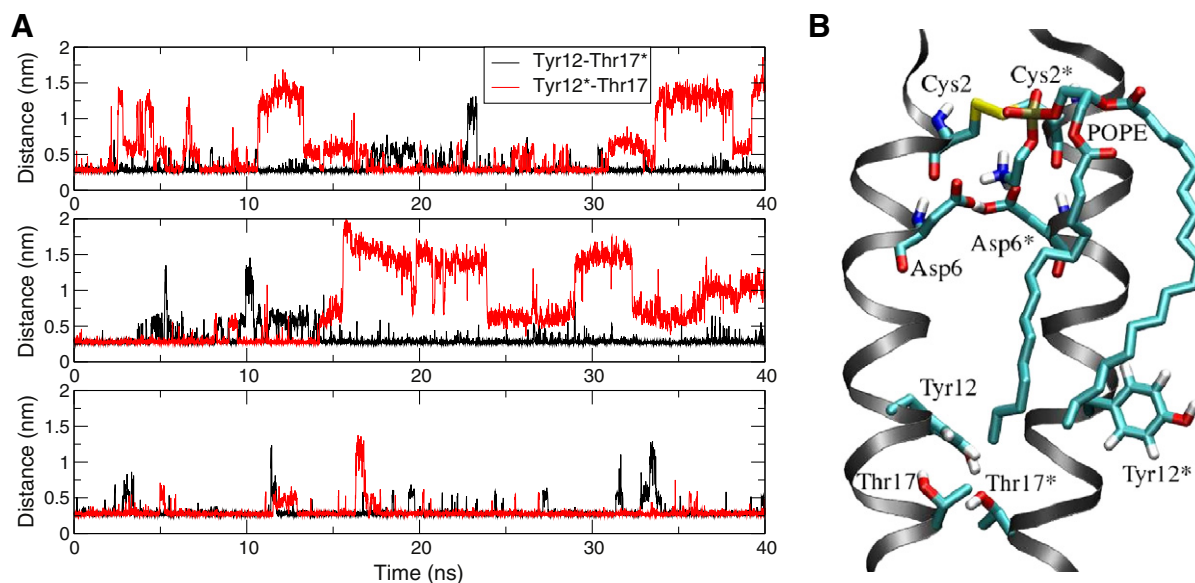 A
B
2
1.5
1
0.5
0
Distance (nm)
0 10 20 30 40
Tyr12-Thr17*
Tyr12*-Thr17
2
1.5
1
0.5
0
Distance (nm)
0 10 20 30 40
2
1.5
1
0.5
0
Distance (nm)
0 10 20 30 40
Time (ns)
Cys2
Cys2*
POPE
Asp6*
Asp6
Tyr12
Tyr12*
Thr17
Thr17*